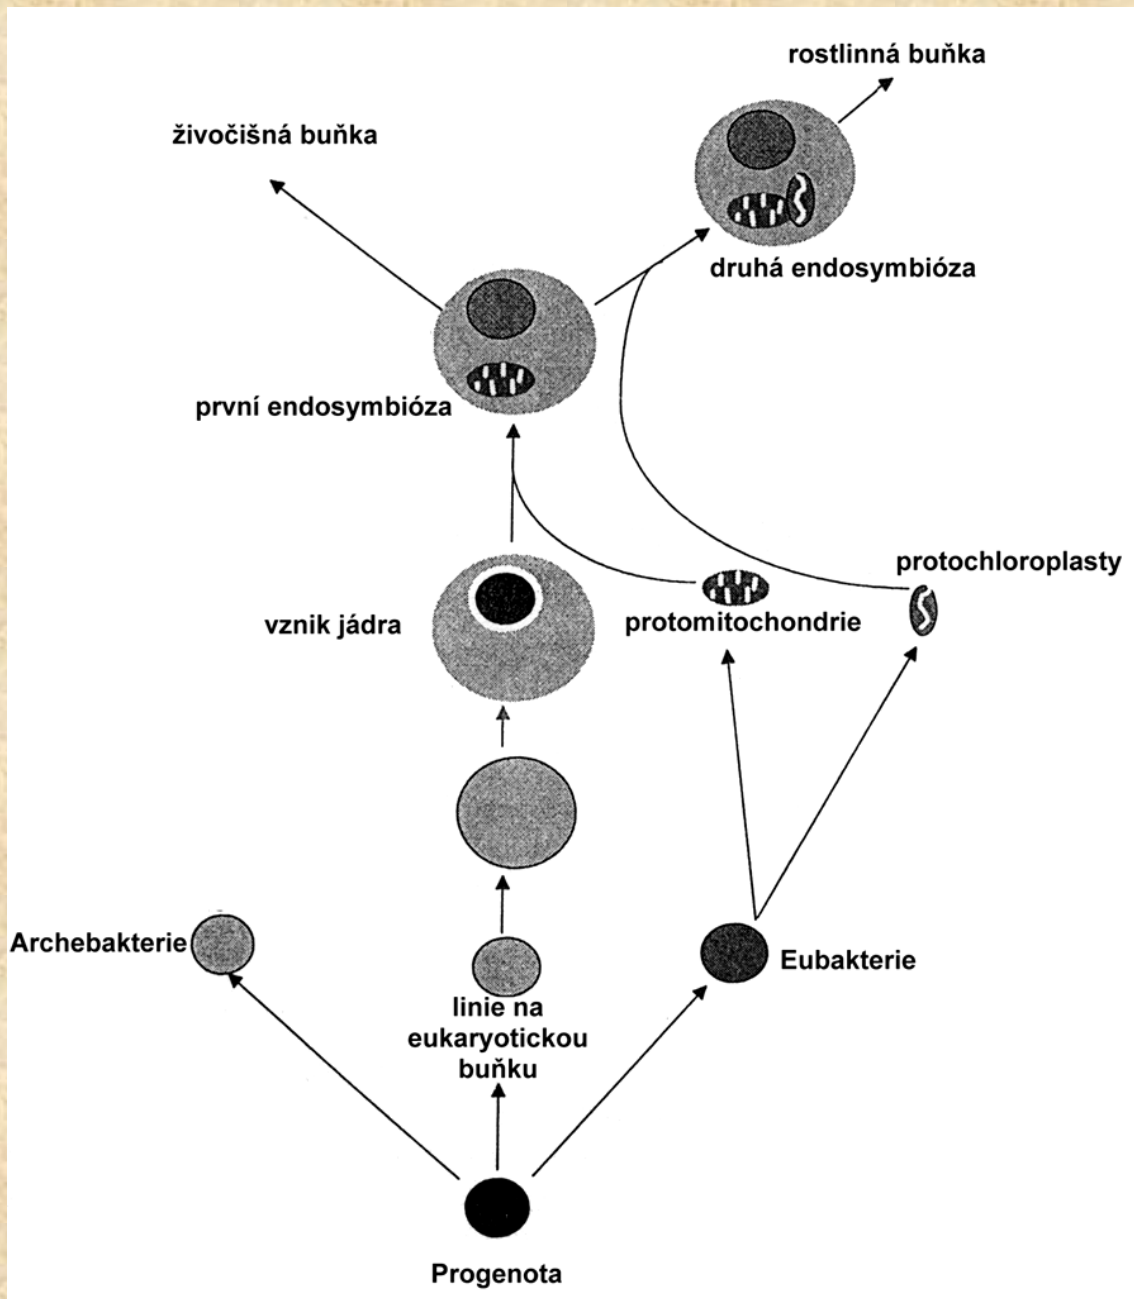 rostlinná buňka
živočišná buňka
druhá endosymbióza
první endosymbióza
protochloroplasty
vznik jádra
protomitochondrie
Archebakterie
Eubakterie
linie na
eukaryotickou
buňku
Progenota